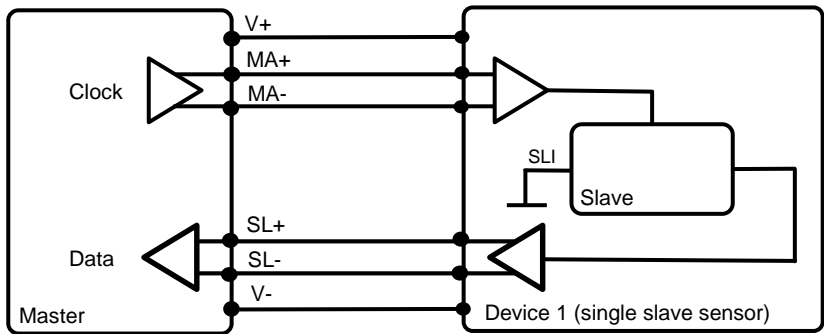 V+
MA+
Clock
MA-
SLI
Slave
SL+
Data
SL-
V-
Master
Device 1 (single slave sensor)